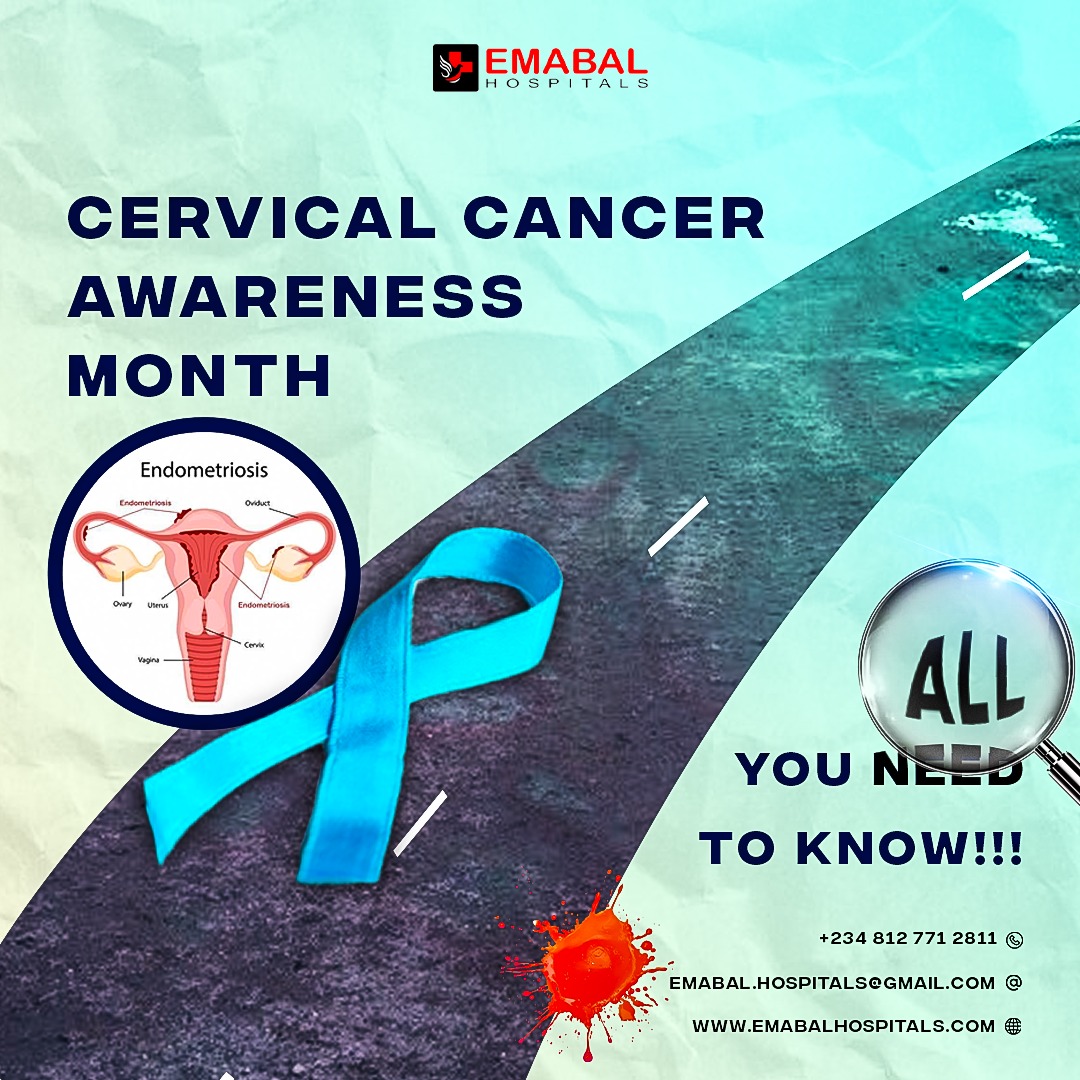 EMABAL
HOSPITALS
CERVICAL CANCER
AWARENESS
MONTH
Endometriosis
Endometriosis
Oviduct
Ovary
Uterus
Endometriosis
Cervix
Vagina
ALL
YOU NEED
TO KNOW!!!
+234 812 771 2811
EMABAL.HOSPITALS@GMAIL.COM
WWW.EMABALHOSPITALS.COM